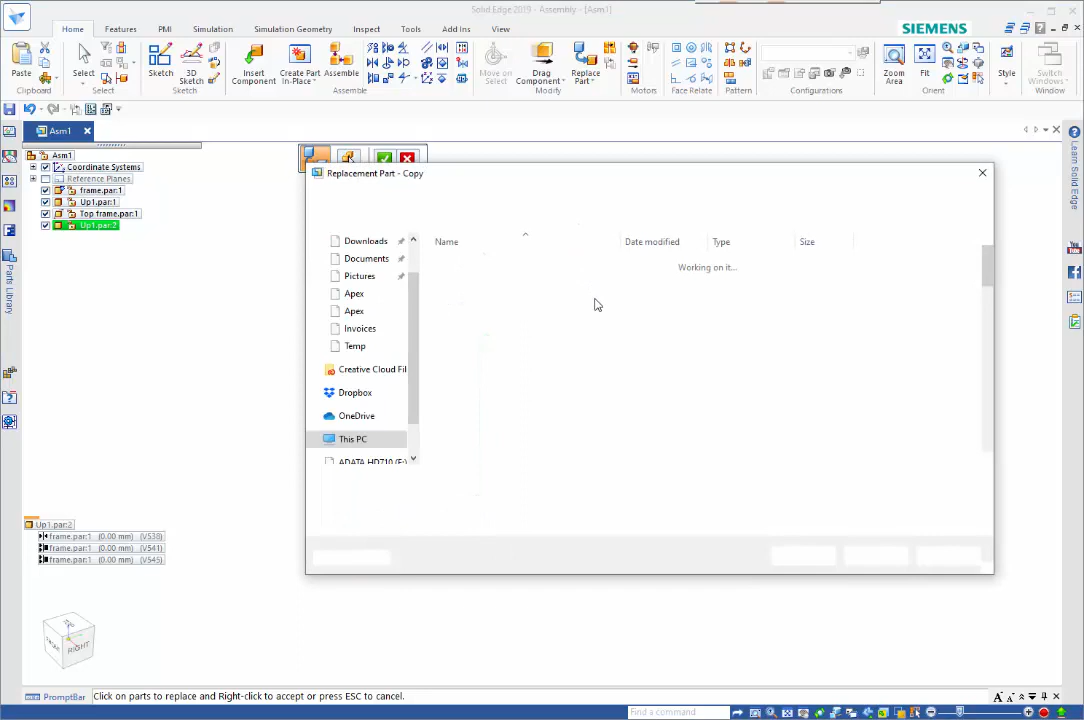 Solid Edge 2019 - Assembly - [Asm1]
Home Features PMI Simulation Simulation Geometry Inspect Tools Add Ins View
SIEMENS
Paste
Clipboard
Select
Select
Sketch
3D Sketch
Sketch
Insert Component
Create Part In-Place
Assemble
Assemble
Move on Select
Drag Component
Replace Part
Modify
Motors
Face Relate
Pattern
Configurations
Zoom Area
Fit
Orient
Style
Switch Windows
Window
Asm1
Asm1
Coordinate Systems
Reference Planes
frame.par:1
Up1.par:1
Top frame.par:1
Up1.par:2
Parts Library
Learn Solid Edge
You Tube
Replacement Part - Copy
Downloads
Documents
Pictures
Apex
Apex
Invoices
Temp
Creative Cloud Fil
Dropbox
OneDrive
This PC
ADATA HD710 (F:)
Name Date modified Type Size
Working on it...
Up1.par:2
frame.par:1 (0.00 mm) (V538)
frame.par:1 (0.00 mm) (V541)
frame.par:1 (0.00 mm) (V545)
RIGHT
PromptBar Click on parts to replace and Right-click to accept or press ESC to cancel.
Find a command